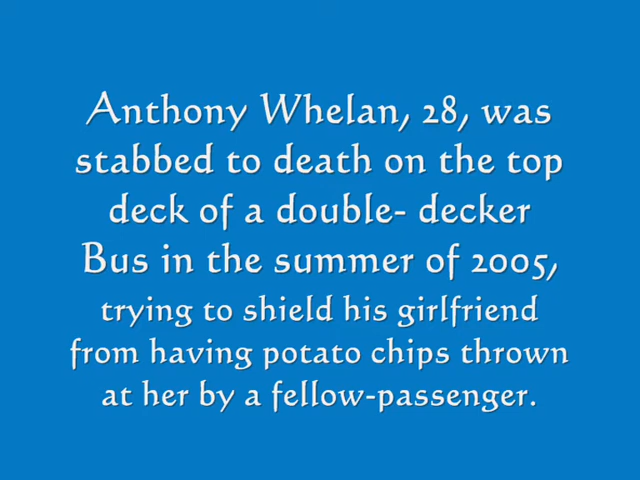 Anthony Whelan, 28, was
stabbed to death on the top
deck of a double- decker
Bus in the summer of 2005,
trying to shield his girlfriend
from having potato chips thrown
at her by a fellow-passenger.